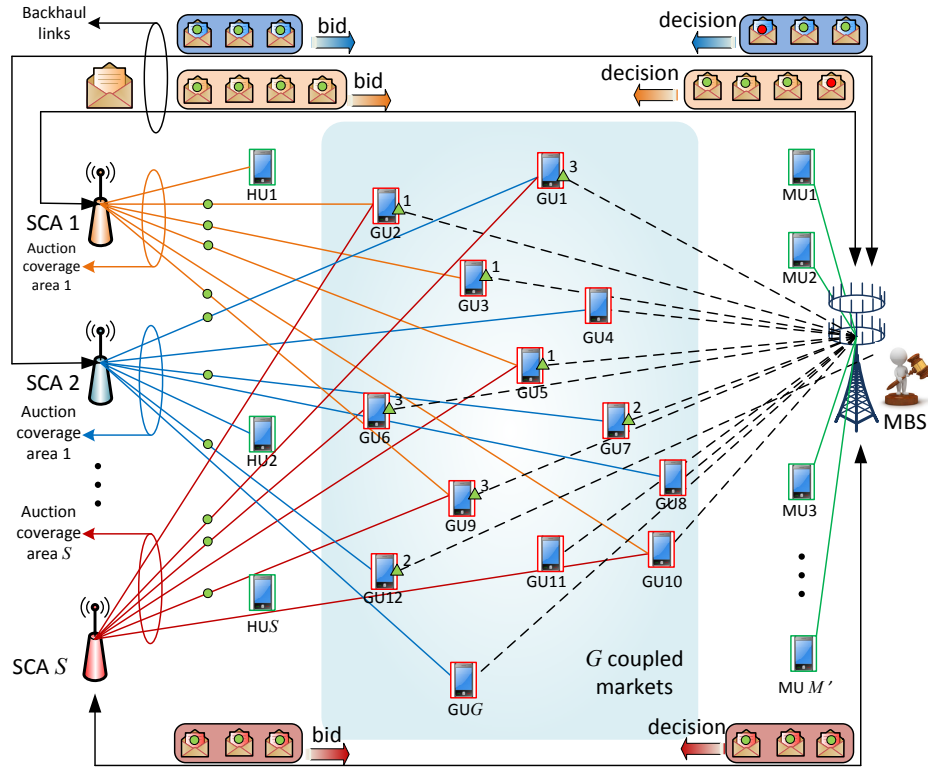 Backhaul
links
bid
decision
bid
decision
SCA 1
Auction
coverage
area 1
HU1
1
GU2
3
GU1
MU1
MU2
1
GU3
GU4
SCA 2
Auction
coverage
area 1
HU2
3
GU6
1
GU5
2
GU7
MBS
GU8
MU3
3
GU9
Auction
coverage
area S
2
GU12
GU11
GU10
HUS
SCA S
GUG
G coupled
markets
MU M'
bid
decision